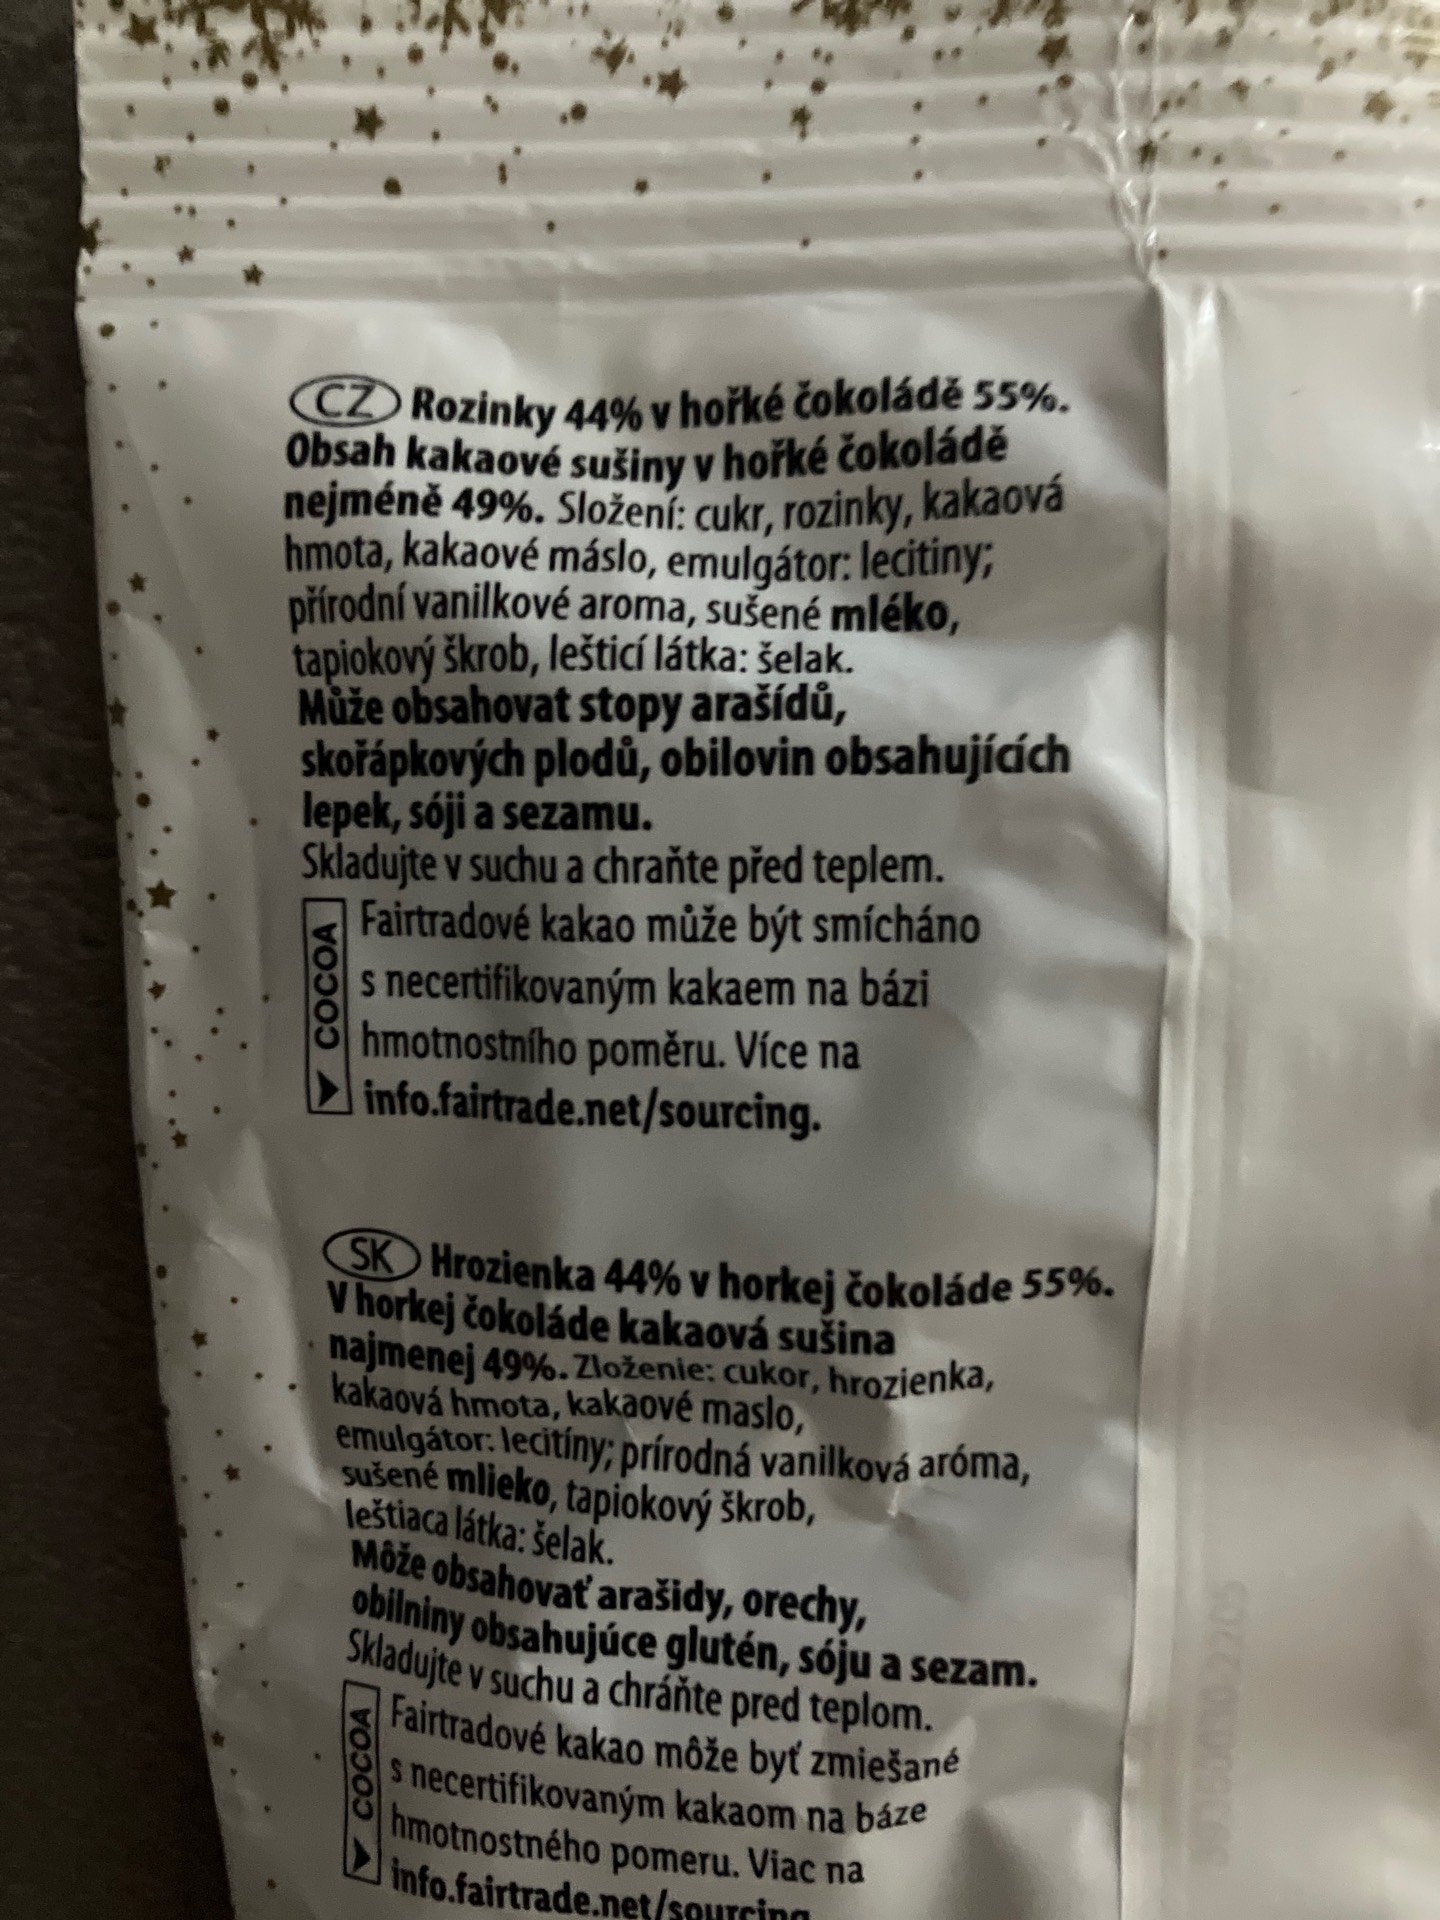 CZ Rozinky 44% v hořké čokoládě 55%.
Obsah kakaové sušiny v hořké čokoládě
nejméně 49%. Složení: cukr, rozinky, kakaová
hmota, kakaové máslo, emulgátor: lecitiny;
přírodní vanilkové aroma, sušené mléko,
tapiokový škrob, lešticí látka: šelak.
Může obsahovat stopy arašídů,
skořápkových plodů, obilovin obsahujících
lepek, sóji a sezamu.
Skladujte v suchu a chraňte před teplem.
COCOA
Fairtradové kakao může být smícháno
s necertifikovaným kakaem na bázi
hmotnostního poměru. Více na
info.fairtrade.net/sourcing.
SK Hrozienka 44% v horkej čokoláde 55%.
V horkej čokoláde kakaová sušina
najmenej 49%. Zloženie: cukor, hrozienka,
kakaová hmota, kakaové maslo,
emulgátor: lecitíny; prírodná vanilková aróma,
sušené mlieko, tapiokový škrob,
leštiaca látka: šelak.
Môže obsahovať arašidy, orechy,
obilniny obsahujúce glutén, sóju a sezam.
Skladujte v suchu a chráňte pred teplom.
COCOA
Fairtradové kakao môže byť zmiešané
s necertifikovaným kakaom na báze
hmotnostného pomeru. Viac na
info.fairtrade.net/sourcing